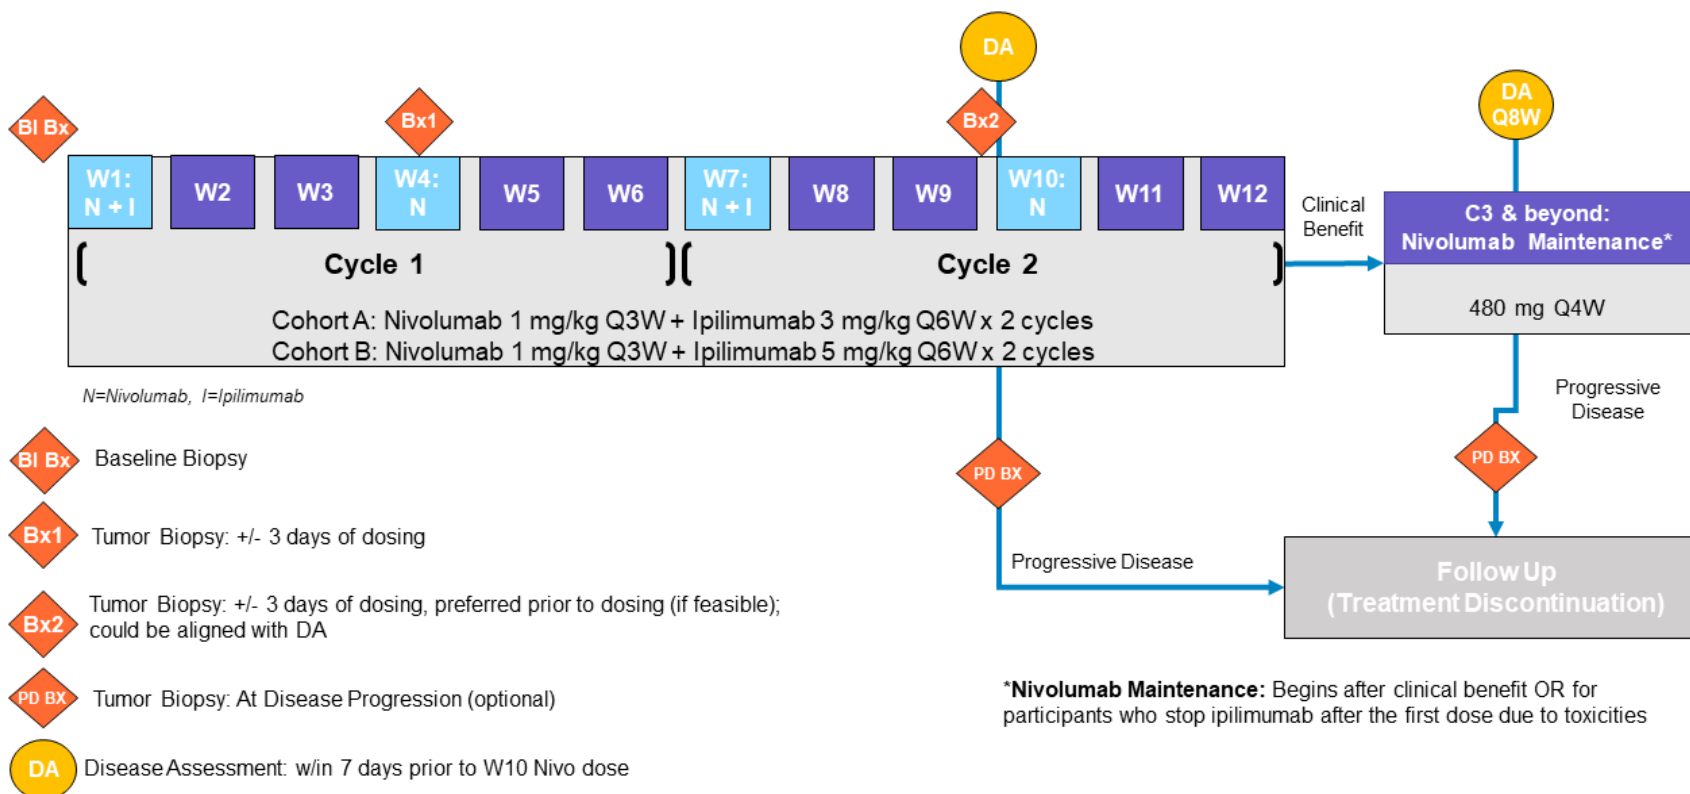 DA
DA
Q8W
BI Bx
Bx1
Bx2
W1:
N + I
W2
W3
W4:
N
W5
W6
W7:
N + I
W8
W9
W10:
N
W11
W12
Clinical
Benefit
C3 & beyond:
Nivolumab Maintenance*
480 mg Q4W
Cycle 1
Cycle 2
Cohort A: Nivolumab 1 mg/kg Q3W + Ipilimumab 3 mg/kg Q6W x 2 cycles
Cohort B: Nivolumab 1 mg/kg Q3W + Ipilimumab 5 mg/kg Q6W x 2 cycles
N=Nivolumab, I=Ipilimumab
Progressive
Disease
PD BX
PD BX
Progressive Disease
Follow Up
(Treatment Discontinuation)
BI Bx
Baseline Biopsy
Bx1
Tumor Biopsy: +/- 3 days of dosing
Bx2
Tumor Biopsy: +/- 3 days of dosing, preferred prior to dosing (if feasible);
could be aligned with DA
PD BX
Tumor Biopsy: At Disease Progression (optional)
DA
Disease Assessment: w/in 7 days prior to W10 Nivo dose
*Nivolumab Maintenance: Begins after clinical benefit OR for
participants who stop ipilimumab after the first dose due to toxicities